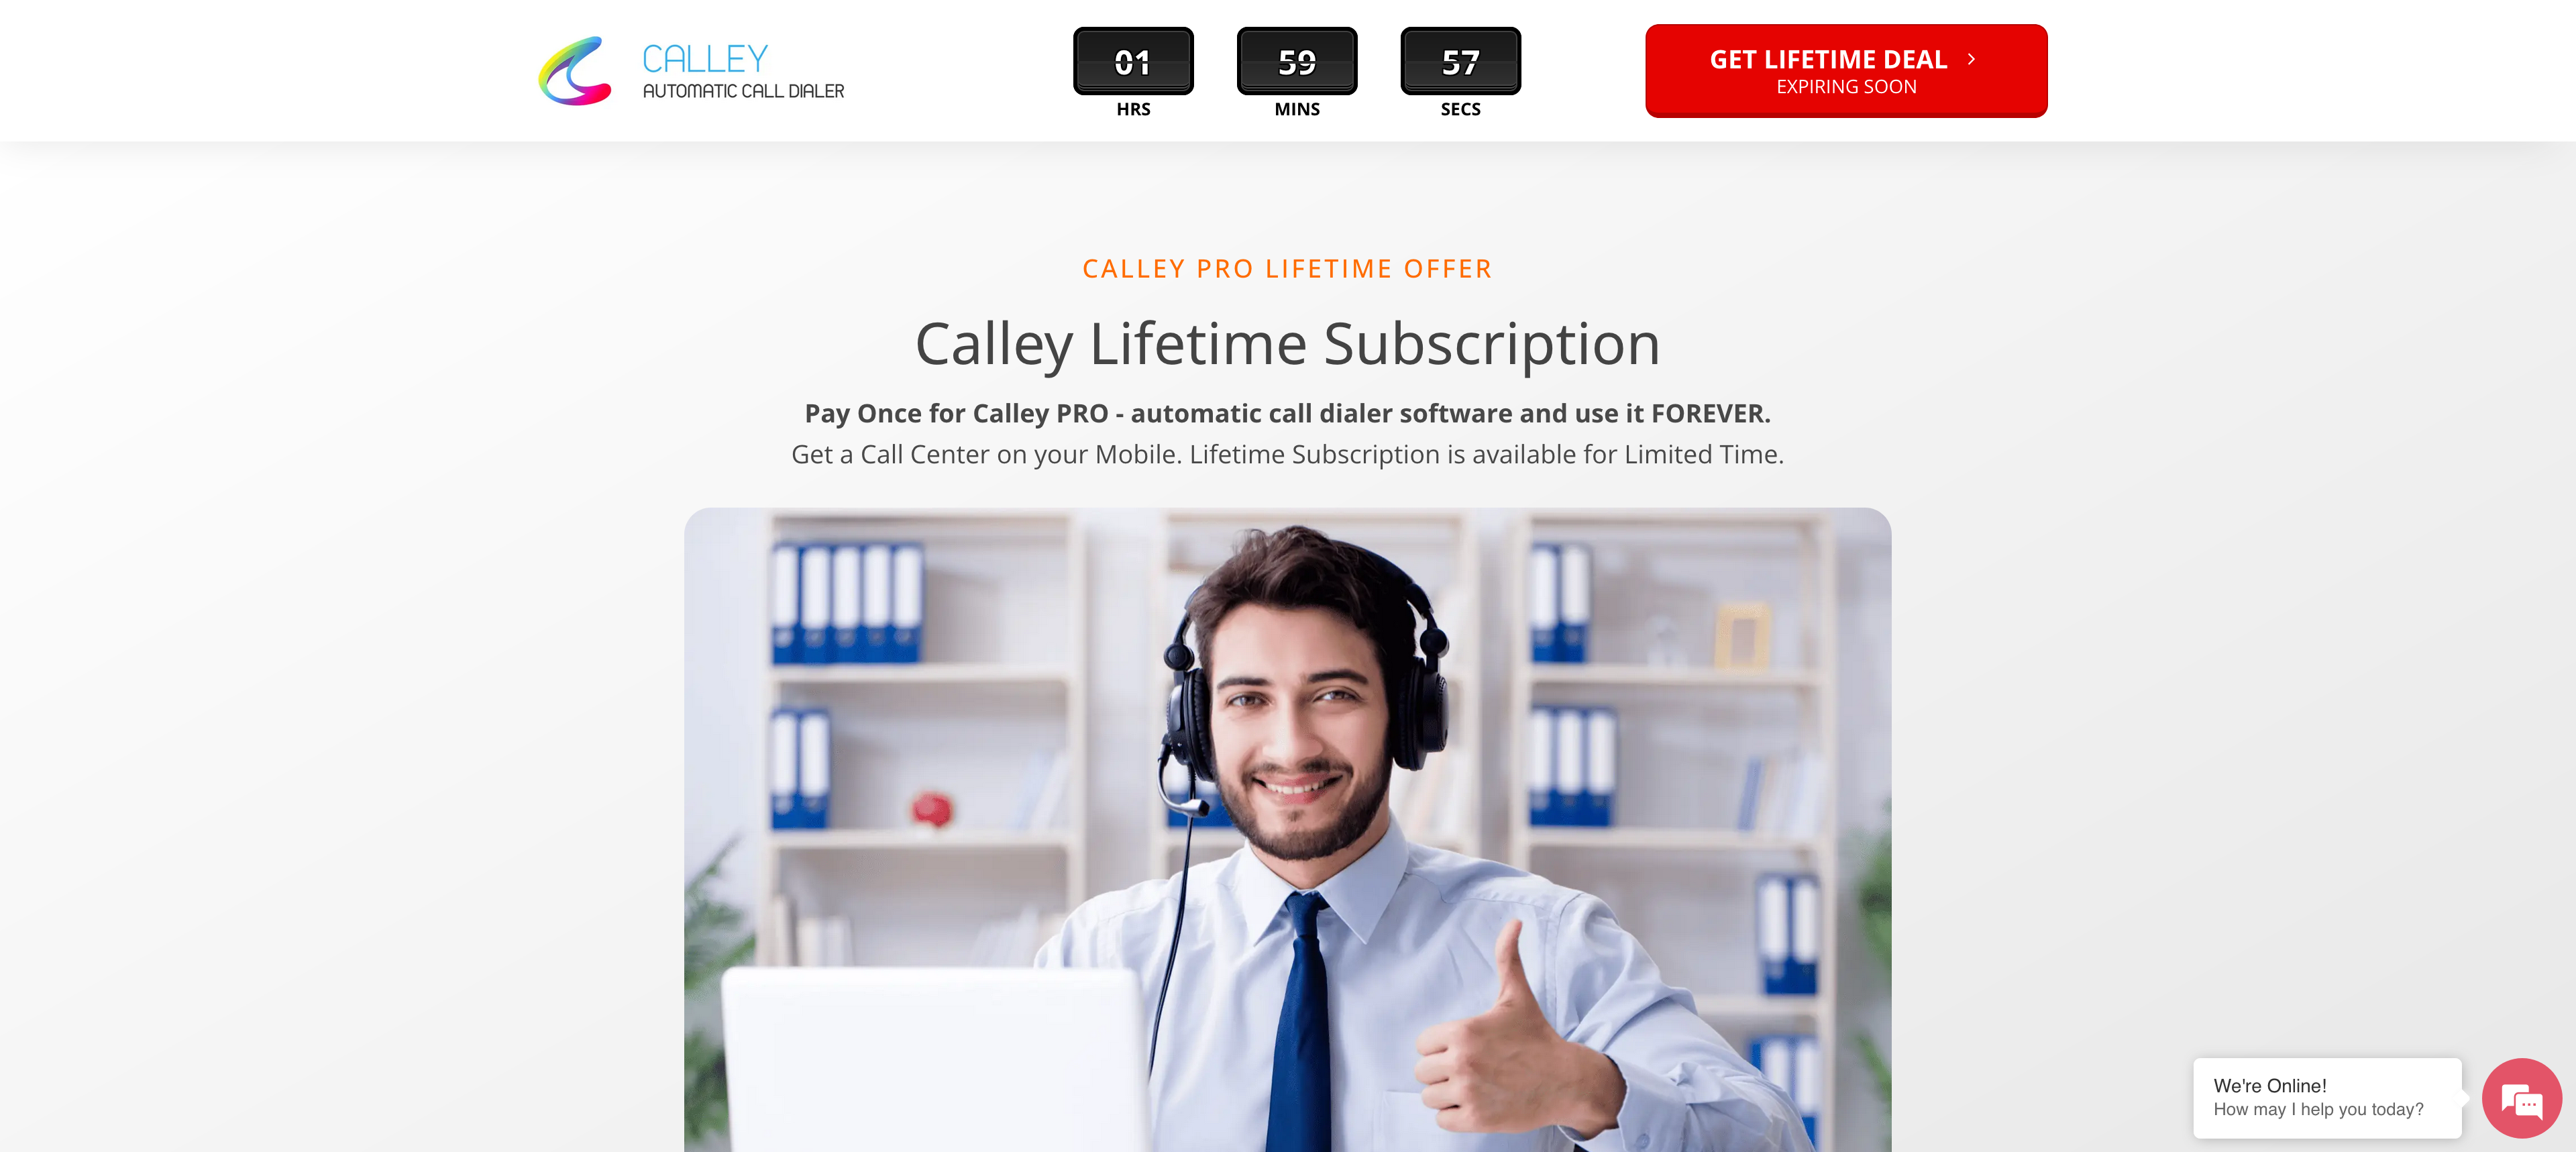 CALLEY
AUTOMATIC CALL DIALER
01 59 57
HRS MINS SECS
GET LIFETIME DEAL
EXPIRING SOON
CALLEY PRO LIFETIME OFFER
Calley Lifetime Subscription
Pay Once for Calley PRO - automatic call dialer software and use it FOREVER.
Get a Call Center on your Mobile. Lifetime Subscription is available for Limited Time.
We're Online!
How may I help you today?